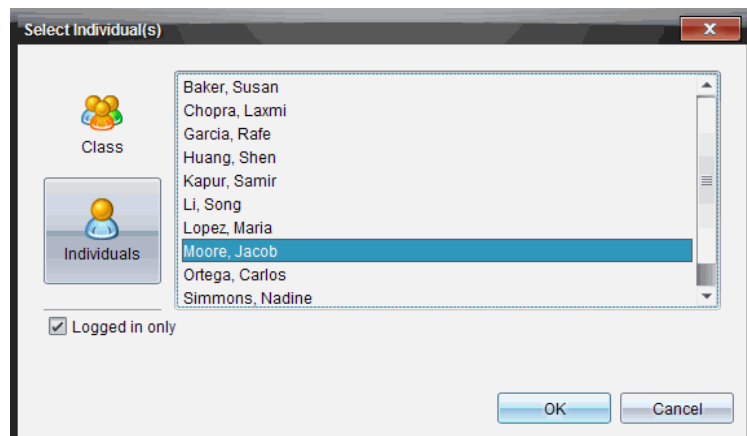 Select Individual(s)
Class
Individuals
Logged in only
Baker, Susan
Chopra, Laxmi
Garcia, Rafe
Huang, Shen
Kapur, Samir
Li, Song
Lopez, Maria
Moore, Jacob
Ortega, Carlos
Simmons, Nadine
OK
Cancel